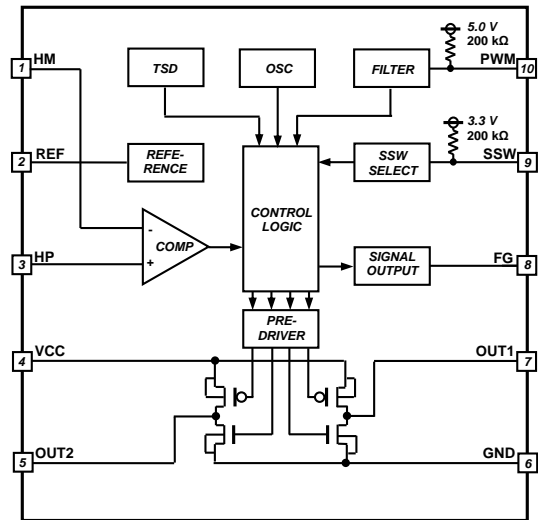 5.0 V
200 kΩ
HM
PWM
1
10
TSD
OSC
FILTER
3.3 V
200 kΩ
REF
SSW
2
9
REFE-
RENCE
SSW
SELECT
CONTROL
LOGIC
-
COMP
+
HP
FG
3
8
SIGNAL
OUTPUT
PRE-
DRIVER
VCC
OUT1
4
7
OUT2
GND
5
6